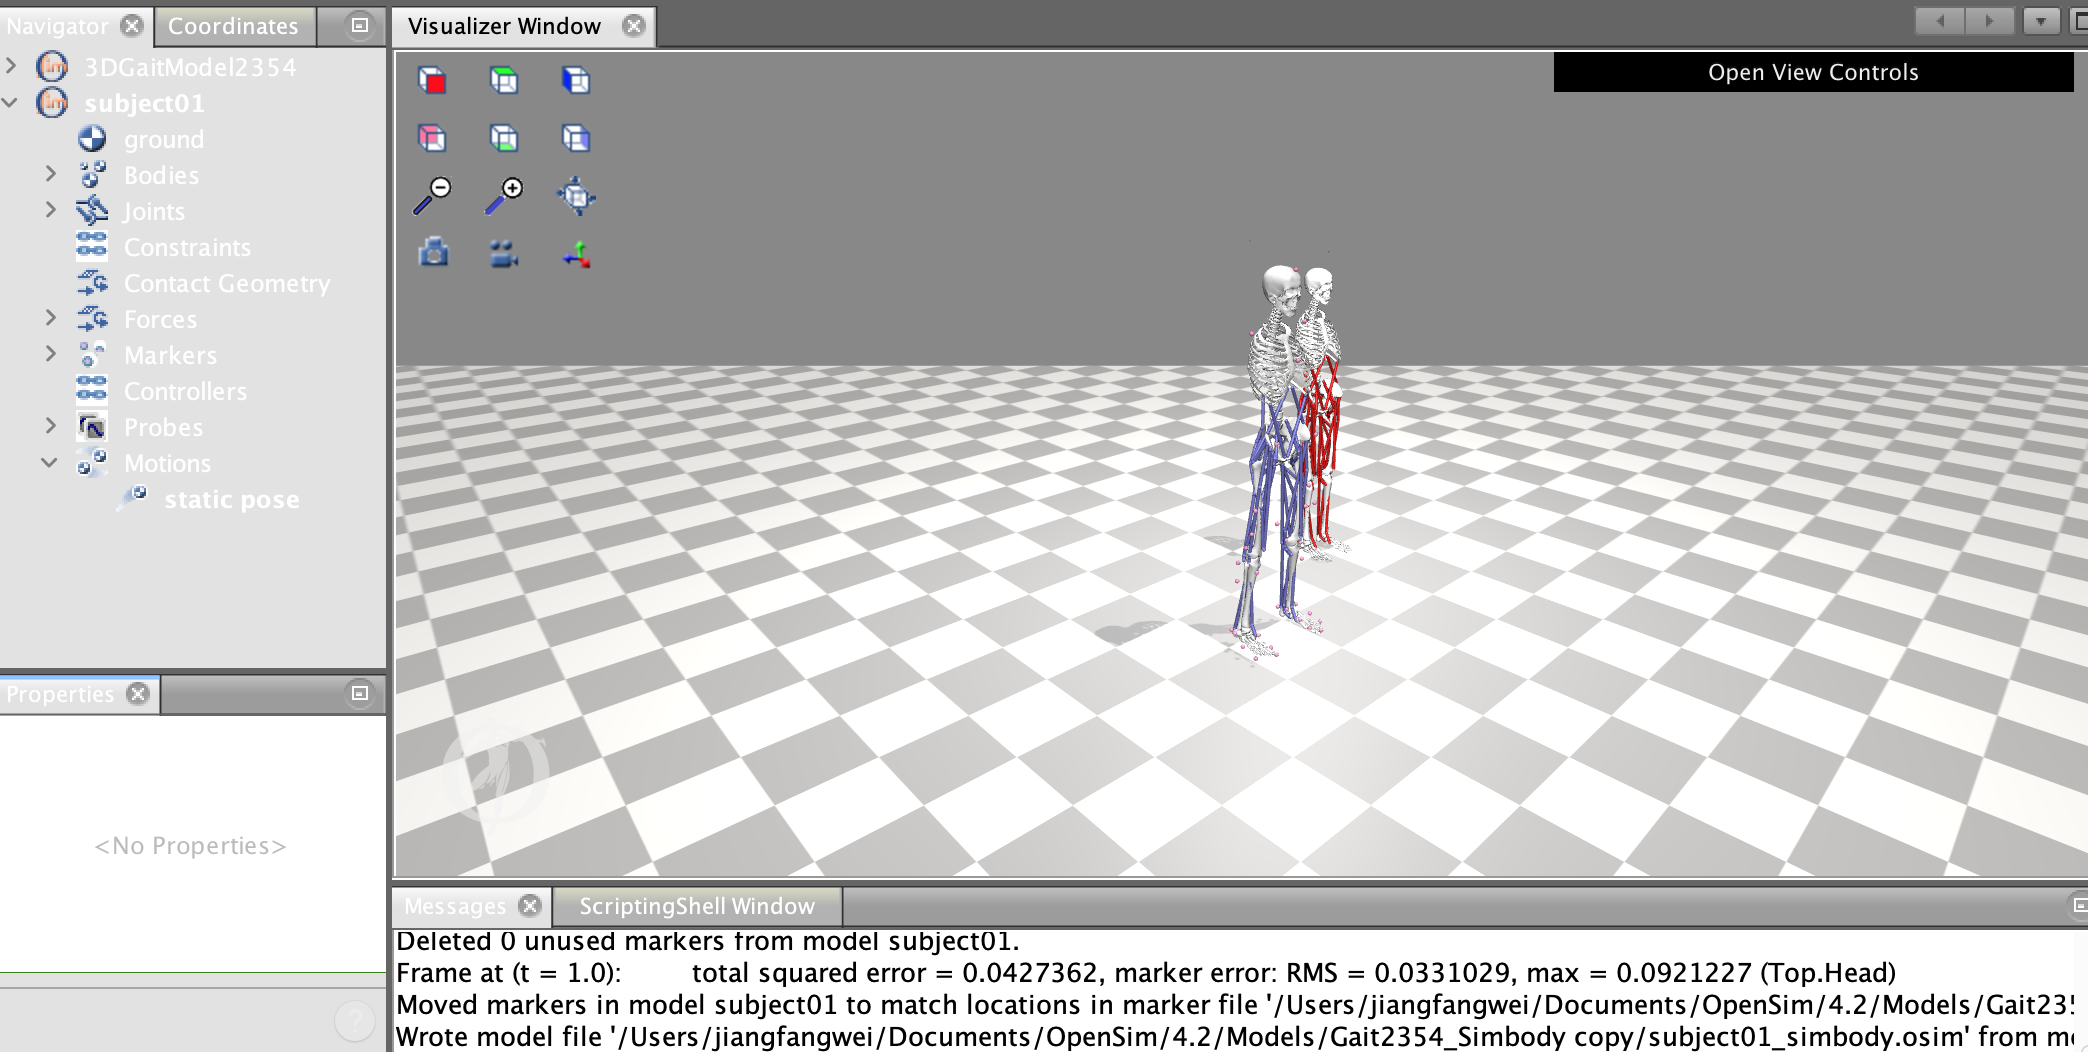 Navigator
Coordinates
Visualizer Window
3DGaitModel2354
subject01
ground
Bodies
Joints
Constraints
Contact Geometry
Forces
Markers
Controllers
Probes
Motions
static pose
Open View Controls
Properties
<No Properties>
Messages
ScriptingShell Window
Deleted 0 unused markers from model subject01.
Frame at (t = 1.0): total squared error = 0.0427362, marker error: RMS = 0.0331029, max = 0.0921227 (Top.Head)
Moved markers in model subject01 to match locations in marker file '/Users/jiangfangwei/Documents/OpenSim/4.2/Models/Gait235
Wrote model file '/Users/jiangfangwei/Documents/OpenSim/4.2/Models/Gait2354_Simbody copy/subject01_simbody.osim' from